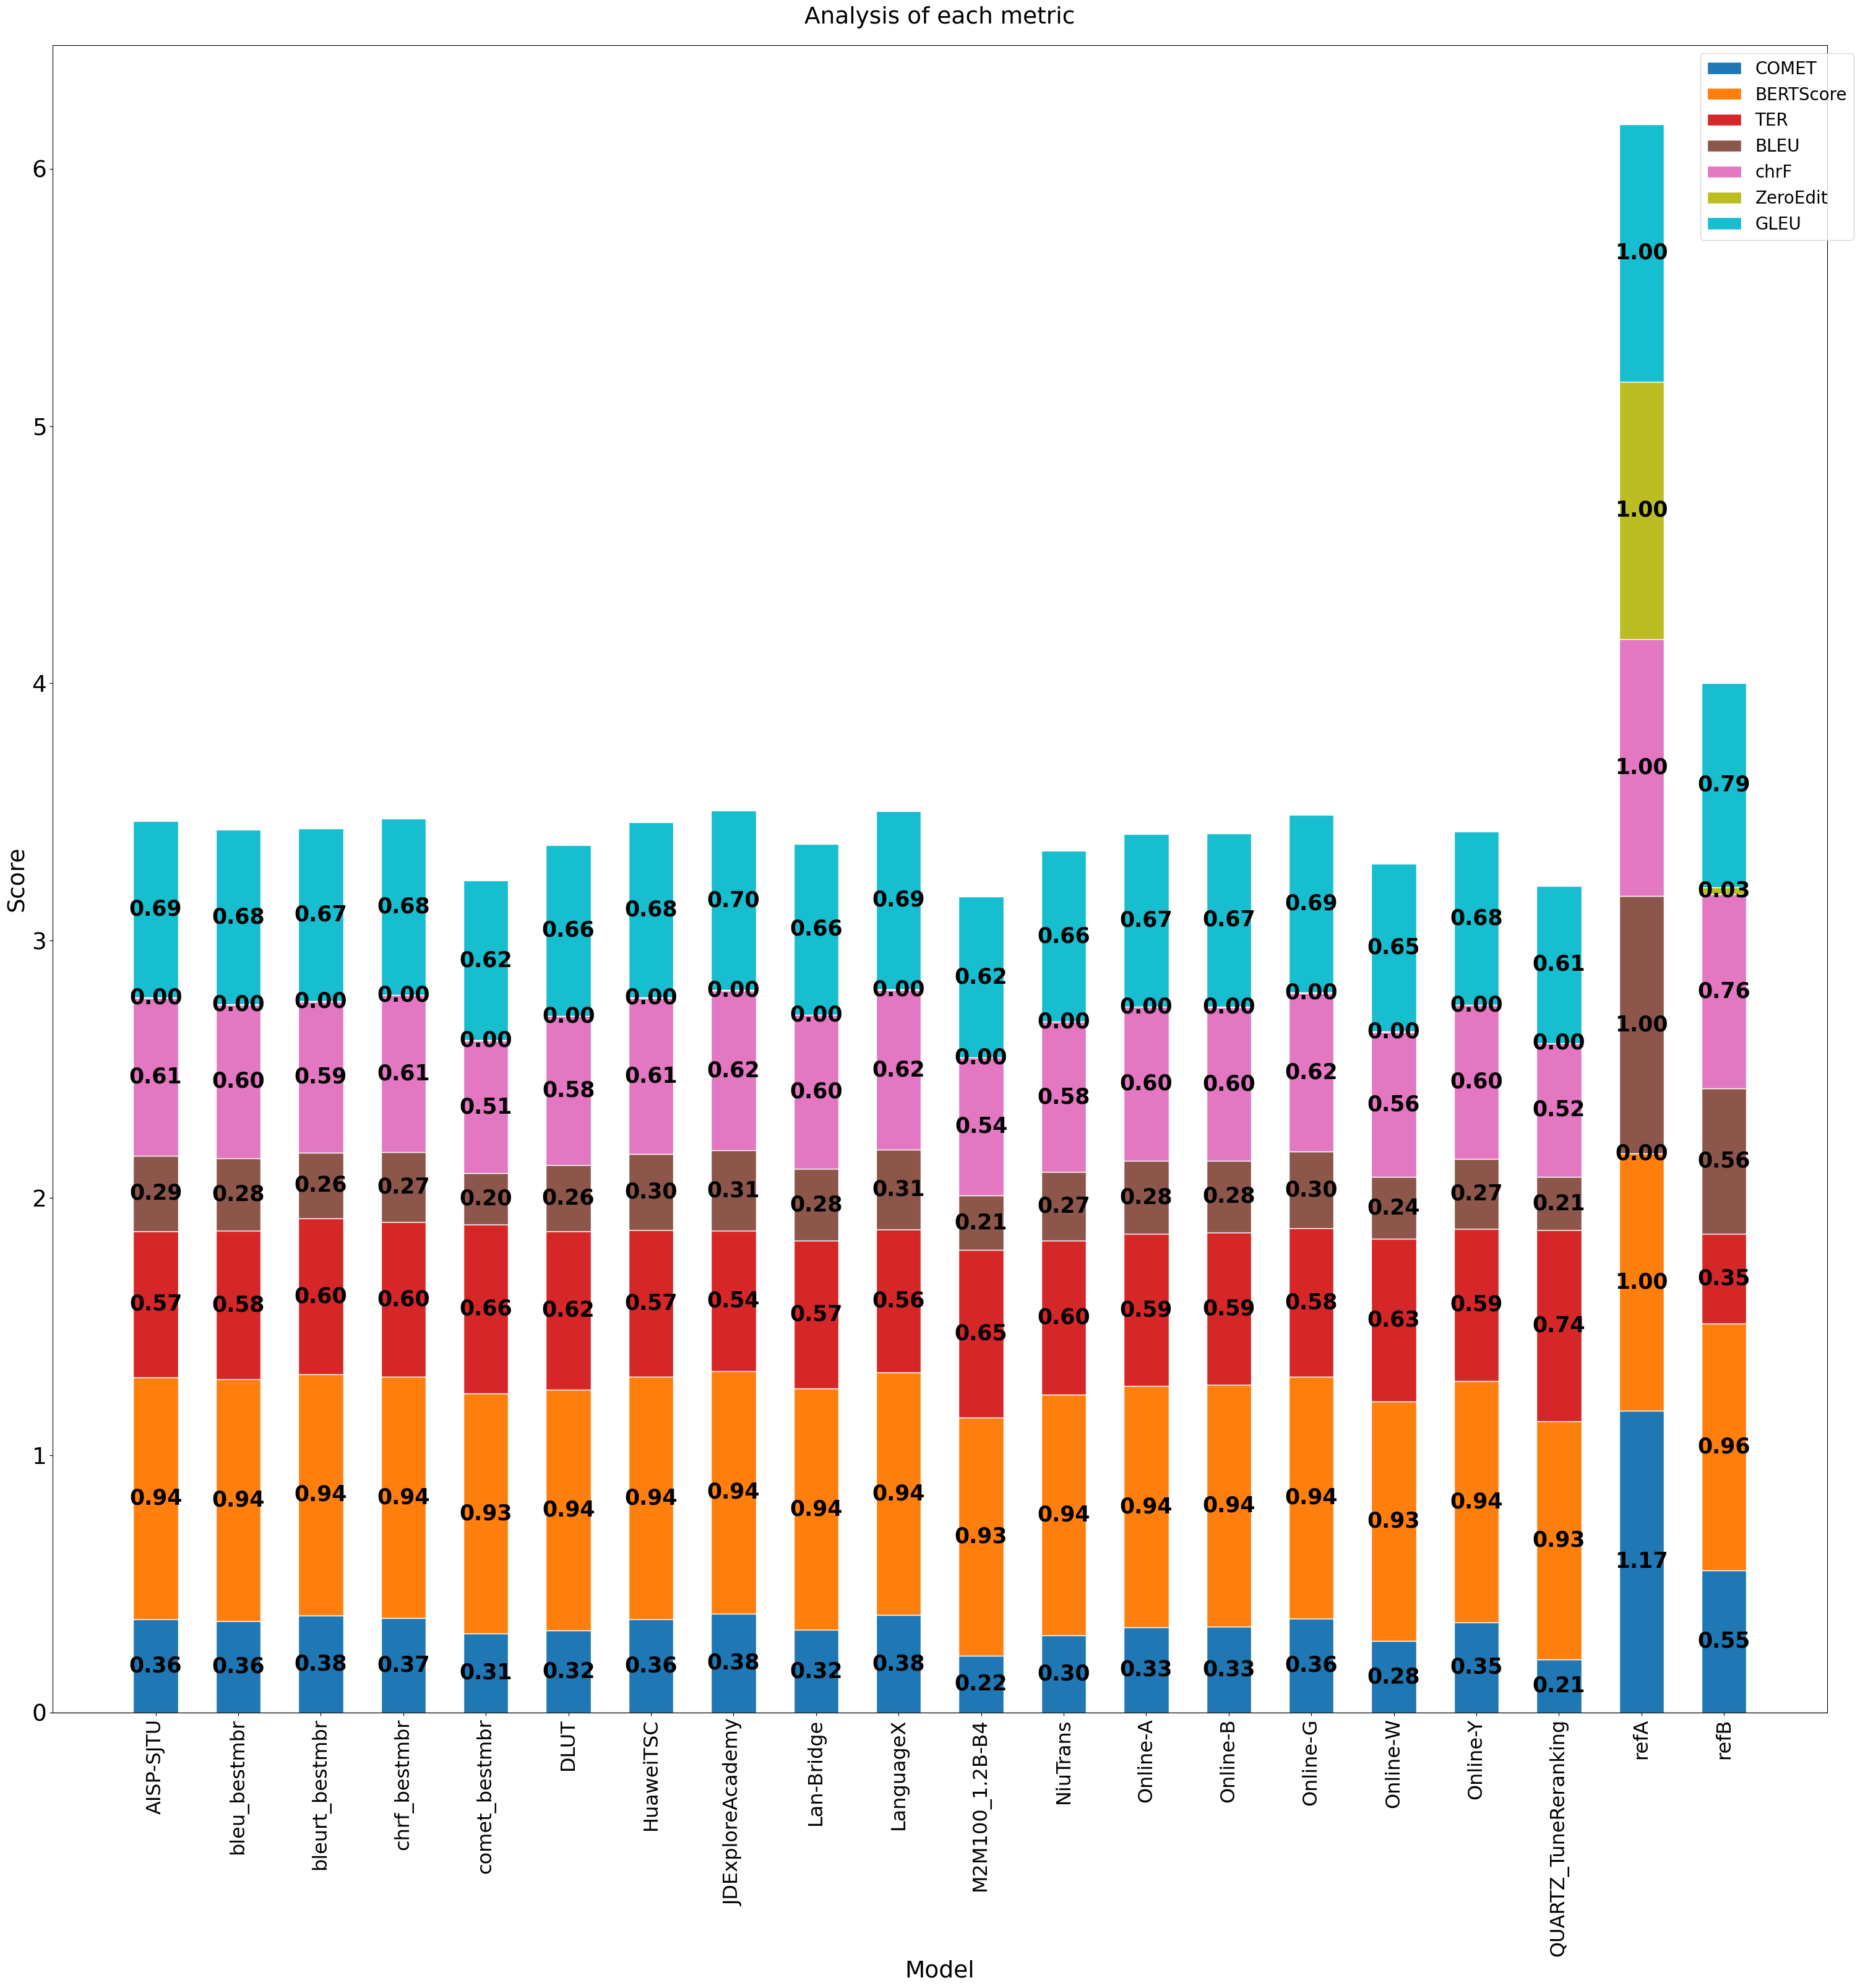 Analysis of each metric
COMET
BERTScore
TER
BLEU
chrF
ZeroEdit
GLEU
Score
6
5
4
3
2
1
0
0.69 0.68 0.67 0.68 0.62 0.66 0.68 0.70 0.66 0.69 0.62 0.66 0.67 0.67 0.69 0.65 0.68 0.61 1.00 0.79
0.00 0.00 0.00 0.00 0.00 0.00 0.00 0.00 0.00 0.00 0.00 0.00 0.00 0.00 0.00 0.00 0.00 0.00 1.00 0.03
0.61 0.60 0.59 0.61 0.51 0.58 0.61 0.62 0.60 0.62 0.54 0.58 0.60 0.60 0.62 0.56 0.60 0.52 1.00 0.76
0.29 0.28 0.26 0.27 0.20 0.26 0.30 0.31 0.28 0.31 0.21 0.27 0.28 0.28 0.30 0.24 0.27 0.21 1.00 0.56
0.57 0.58 0.60 0.60 0.66 0.62 0.57 0.54 0.57 0.56 0.65 0.60 0.59 0.59 0.58 0.63 0.59 0.74 0.00 0.35
0.94 0.94 0.94 0.94 0.93 0.94 0.94 0.94 0.94 0.94 0.93 0.94 0.94 0.94 0.94 0.93 0.94 0.93 1.00 0.96
0.36 0.36 0.38 0.37 0.31 0.32 0.36 0.38 0.32 0.38 0.22 0.30 0.33 0.33 0.36 0.28 0.35 0.21 1.17 0.55
AISP-SJTU
bleu_bestmbr
bleurt_bestmbr
chrf_bestmbr
comet_bestmbr
DLUT
HuaweiTSC
JDExploreAcademy
Lan-Bridge
LanguageX
M2M100_1.2B-B4
NiuTrans
Online-A
Online-B
Online-G
Online-W
Online-Y
QUARTZ_TuneReranking
refA
refB
Model